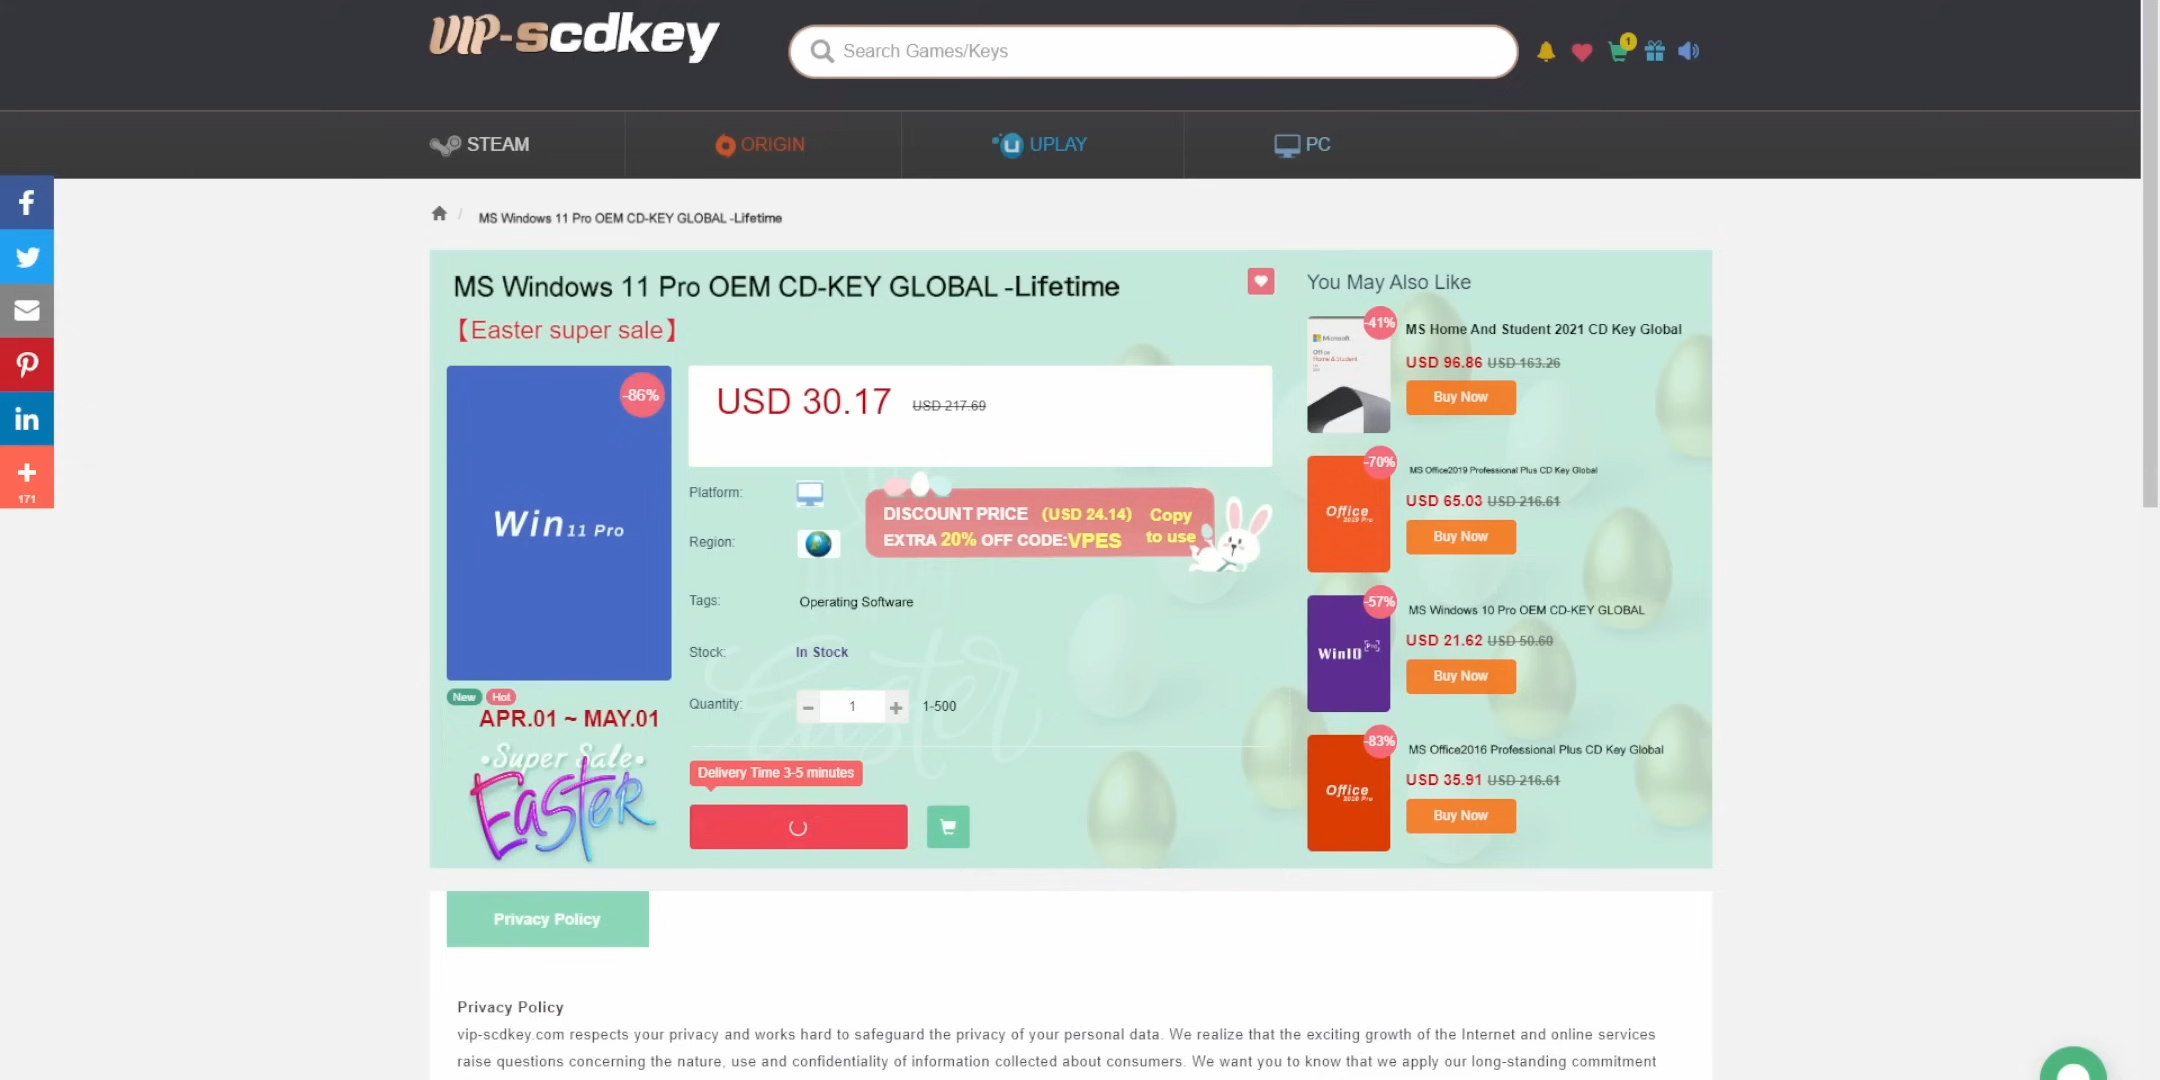 VIP-scdkey
Search Games/Keys
1
STEAM
ORIGIN
UPLAY
PC
171
/ MS Windows 11 Pro OEM CD-KEY GLOBAL -Lifetime
MS Windows 11 Pro OEM CD-KEY GLOBAL -Lifetime
【Easter super sale】
-86%
Win 11 Pro
New Hot
APR.01 ~ MAY.01
•Super Sale•
Easter
USD 30.17 USD 217.69
Platform:
DISCOUNT PRICE (USD 24.14) Copy
EXTRA 20% OFF CODE:VPES to use
Region:
Tags: Operating Software
Stock: In Stock
Quantity: 1 1-500
Easter
Delivery Time 3-5 minutes
You May Also Like
-41%
Microsoft
Office
Home & Student
MS Home And Student 2021 CD Key Global
USD 96.86 USD 163.26
Buy Now
-70%
Office
2019 Pro
MS Office2019 Professional Plus CD Key Global
USD 65.03 USD 216.61
Buy Now
-57%
Win10 Pro
MS Windows 10 Pro OEM CD-KEY GLOBAL
USD 21.62 USD 50.60
Buy Now
-83%
Office
MS Office2016 Professional Plus CD Key Global
USD 35.91 USD 216.61
Buy Now
Privacy Policy
Privacy Policy
vip-scdkey.com respects your privacy and works hard to safeguard the privacy of your personal data. We realize that the exciting growth of the Internet and online services
raise questions concerning the nature, use and confidentiality of information collected about consumers. We want you to know that we apply our long-standing commitment